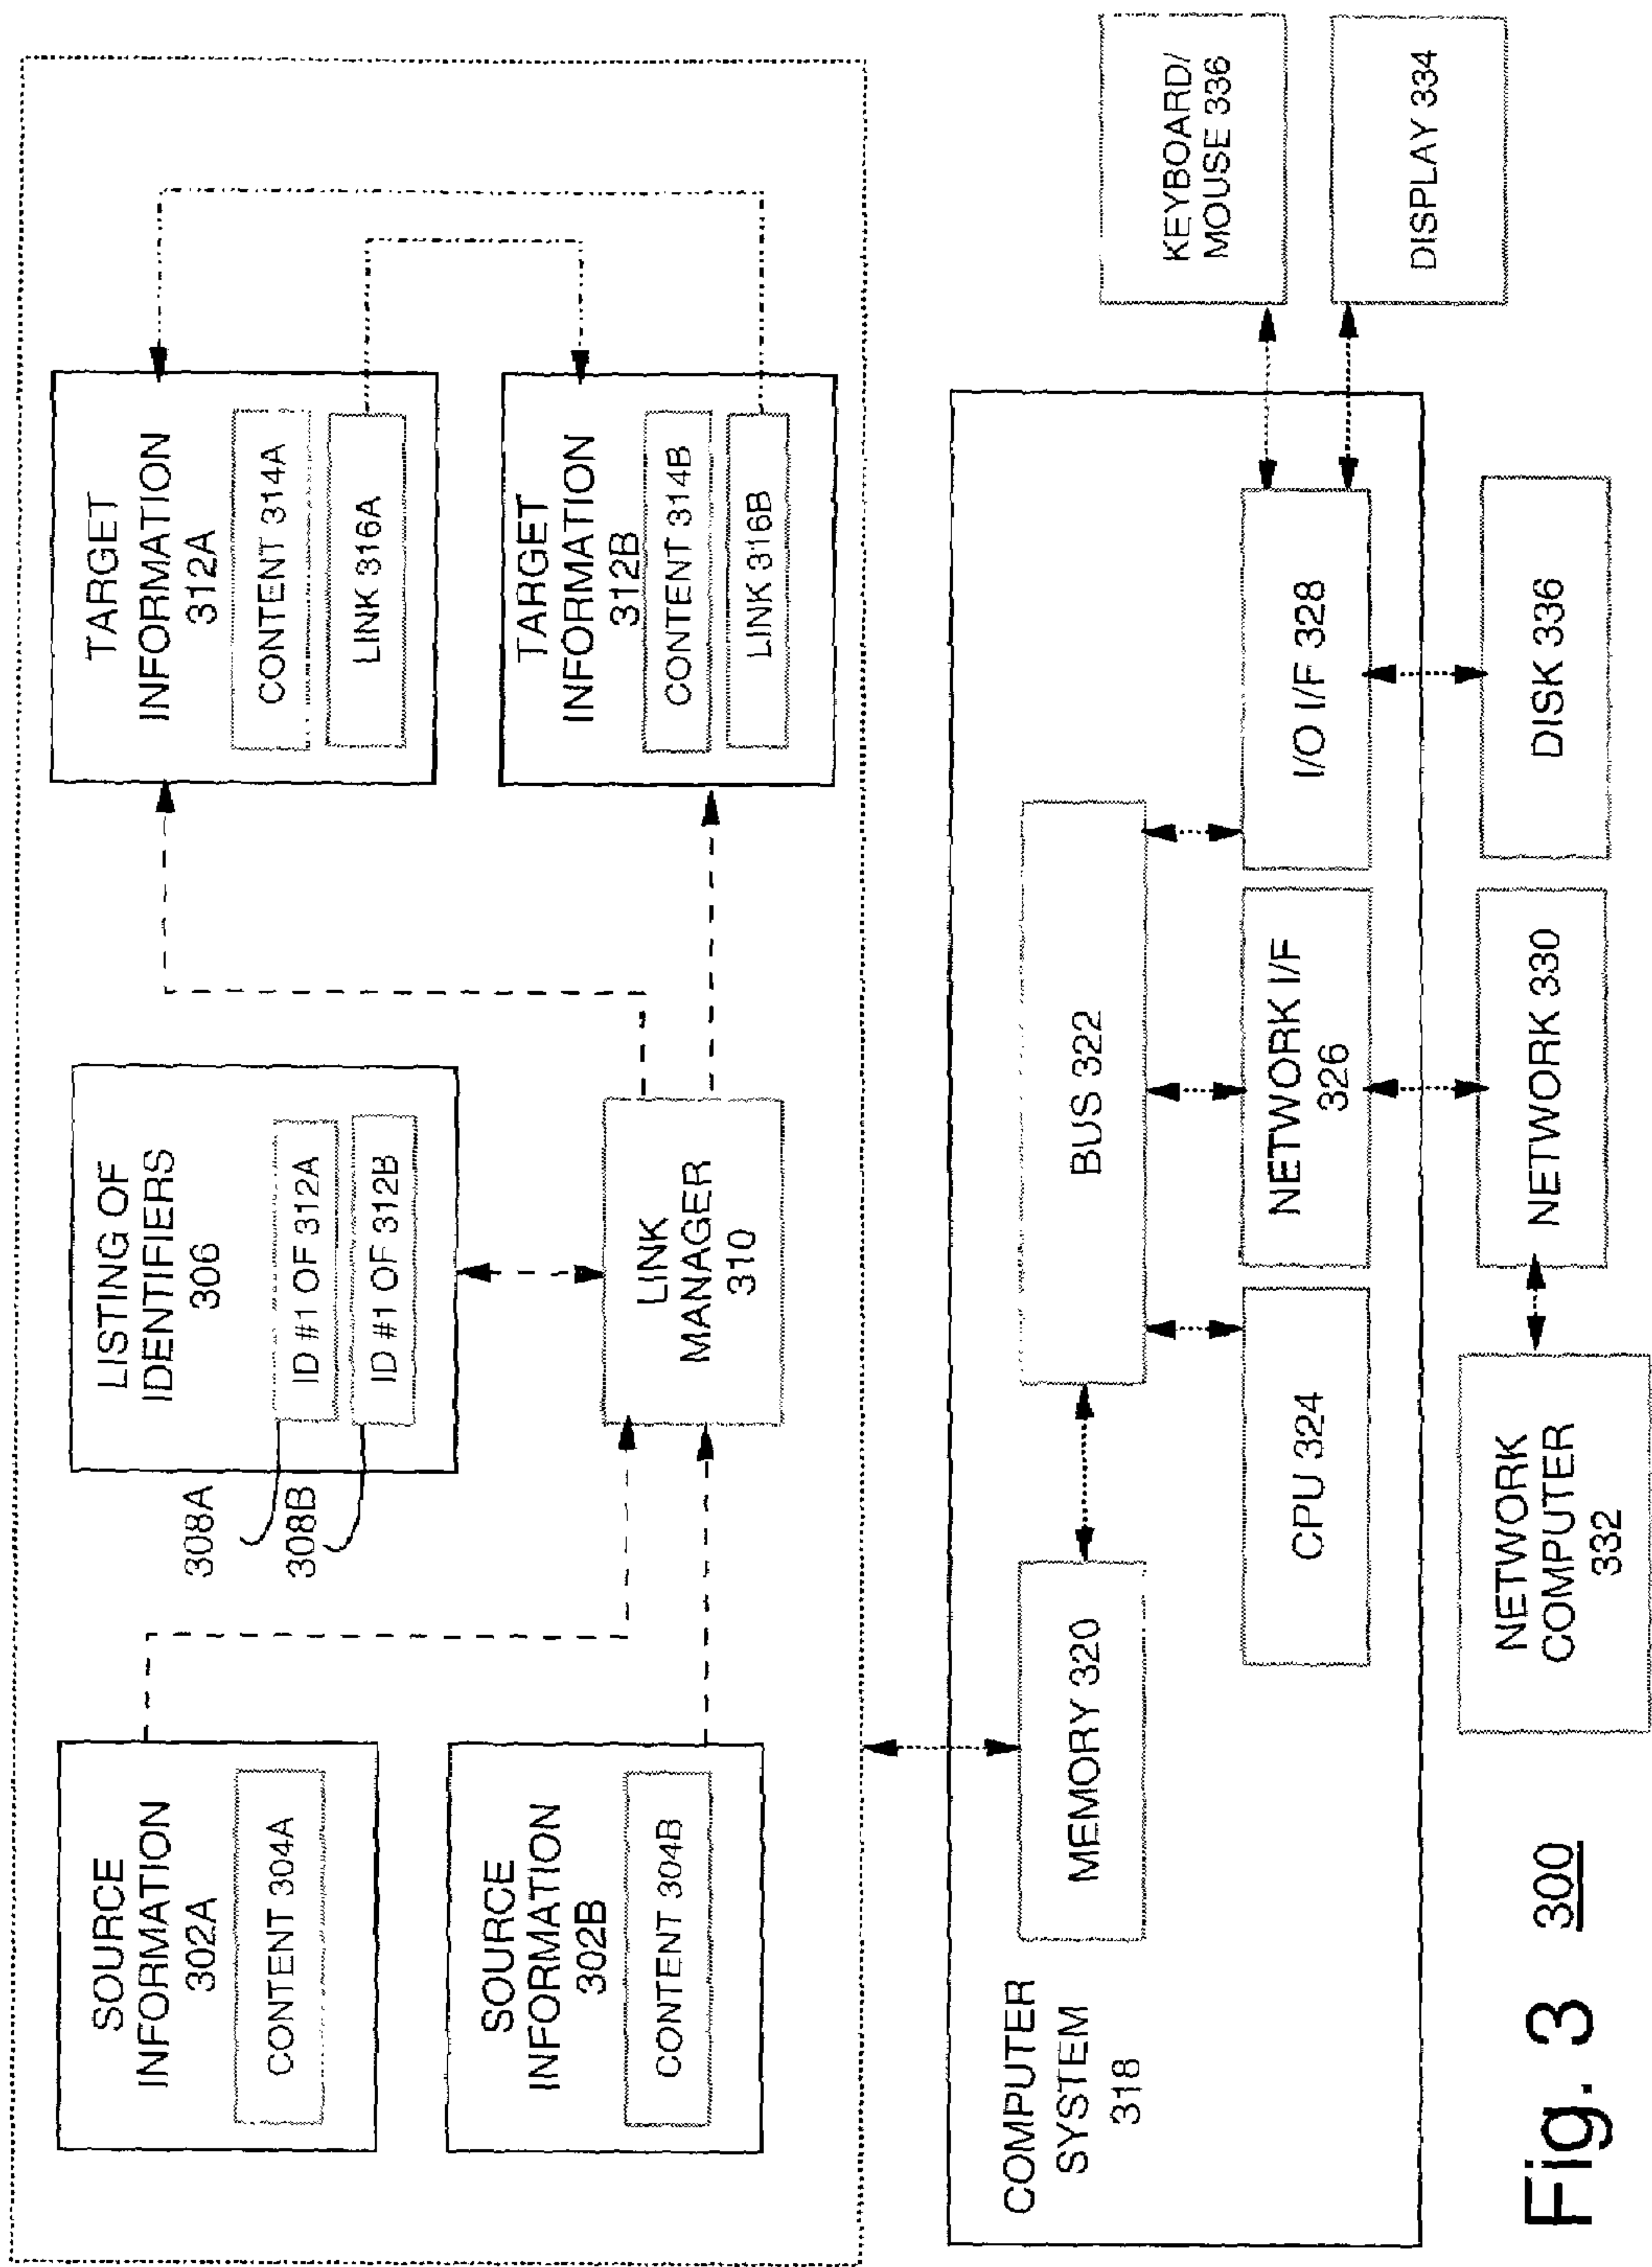 SOURCE
INFORMATION
302A
CONTENT 304A
SOURCE
INFORMATION
302B
CONTENT 304B
308A
308B
LISTING OF
IDENTIFIERS
306
ID #1 OF 312A
ID #1 OF 312B
LINK
MANAGER
310
TARGET
INFORMATION
312A
CONTENT 314A
LINK 316A
TARGET
INFORMATION
312B
CONTENT 314B
LINK 316B
COMPUTER
SYSTEM
318
MEMORY 320
BUS 322
CPU 324
NETWORK I/F
326
I/O I/F 328
KEYBOARD/
MOUSE 336
DISPLAY 334
NETWORK
COMPUTER
332
NETWORK 330
DISK 336
Fig. 3 300